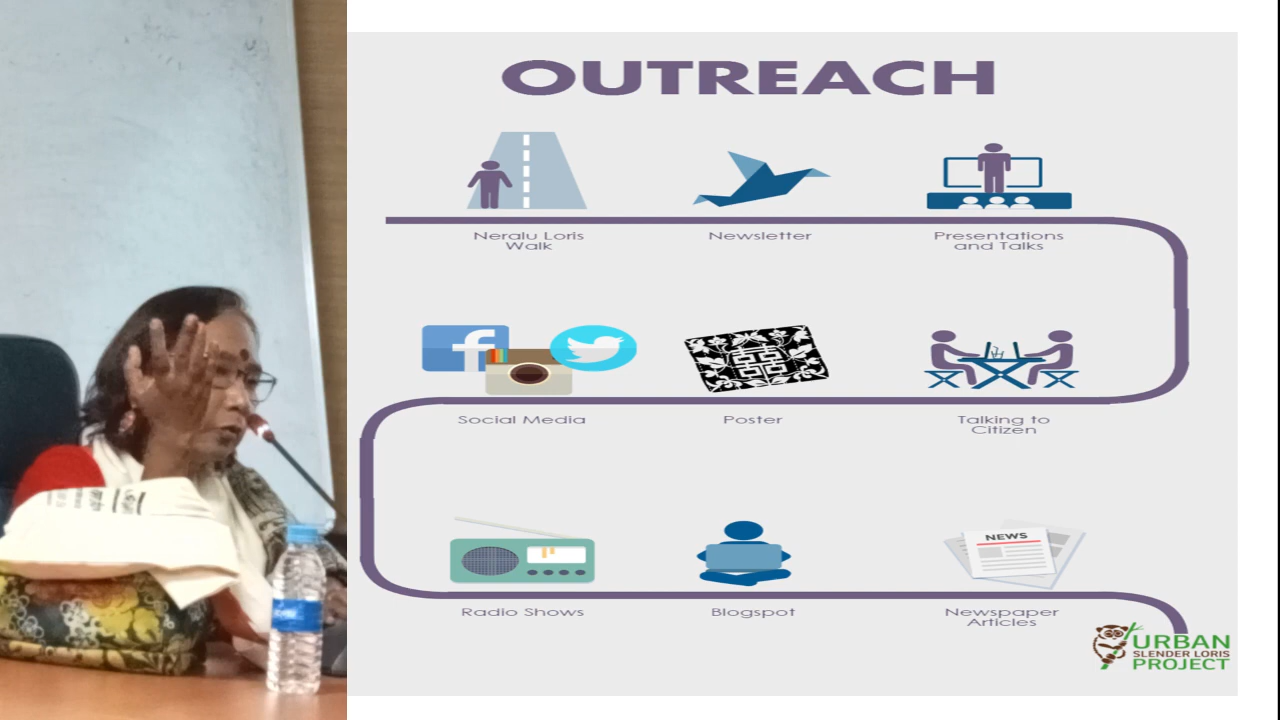 OUTREACH
Neralu Loris
Walk
Newsletter
Presentations
and Talks
Social Media
Poster
Talking to
Citizen
NEWS
Radio Shows
Blogspot
Newspaper
Articles
URBAN
SLENDER LORIS
PROJECT